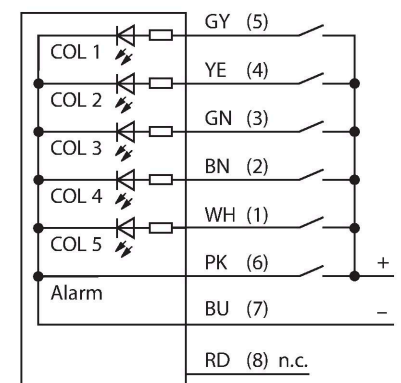 GY (5)
COL 1
YE (4)
COL 2
GN (3)
COL 3
BN (2)
COL 4
WH (1)
COL 5
PK (6) +
Alarm
BU (7) –
RD (8) n.c.